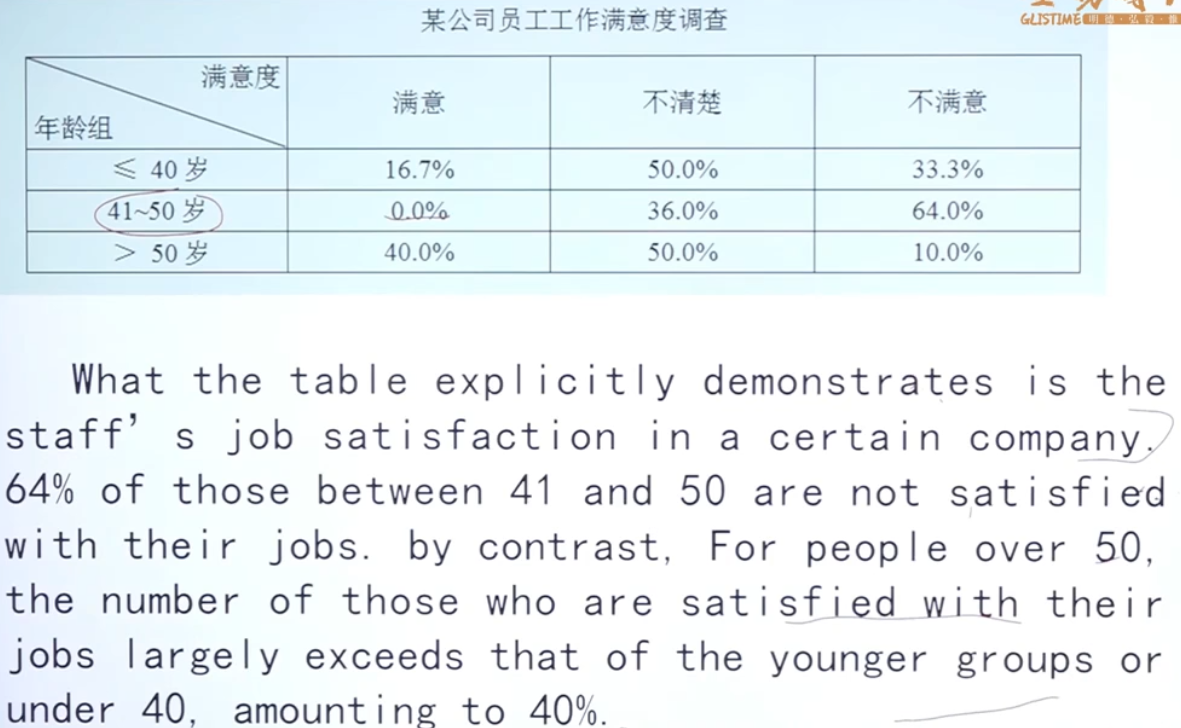 某公司员工工作满意度调查
GLISTIME 明德·弘毅·惟
满意度
年龄组
满意 不清楚 不满意
≤ 40 岁 16.7% 50.0% 33.3%
41~50 岁 0.0% 36.0% 64.0%
> 50 岁 40.0% 50.0% 10.0%
What the table explicitly demonstrates is the
staff’s job satisfaction in a certain company.
64% of those between 41 and 50 are not satisfied
with their jobs. by contrast, For people over 50,
the number of those who are satisfied with their
jobs largely exceeds that of the younger groups or
under 40, amounting to 40%.